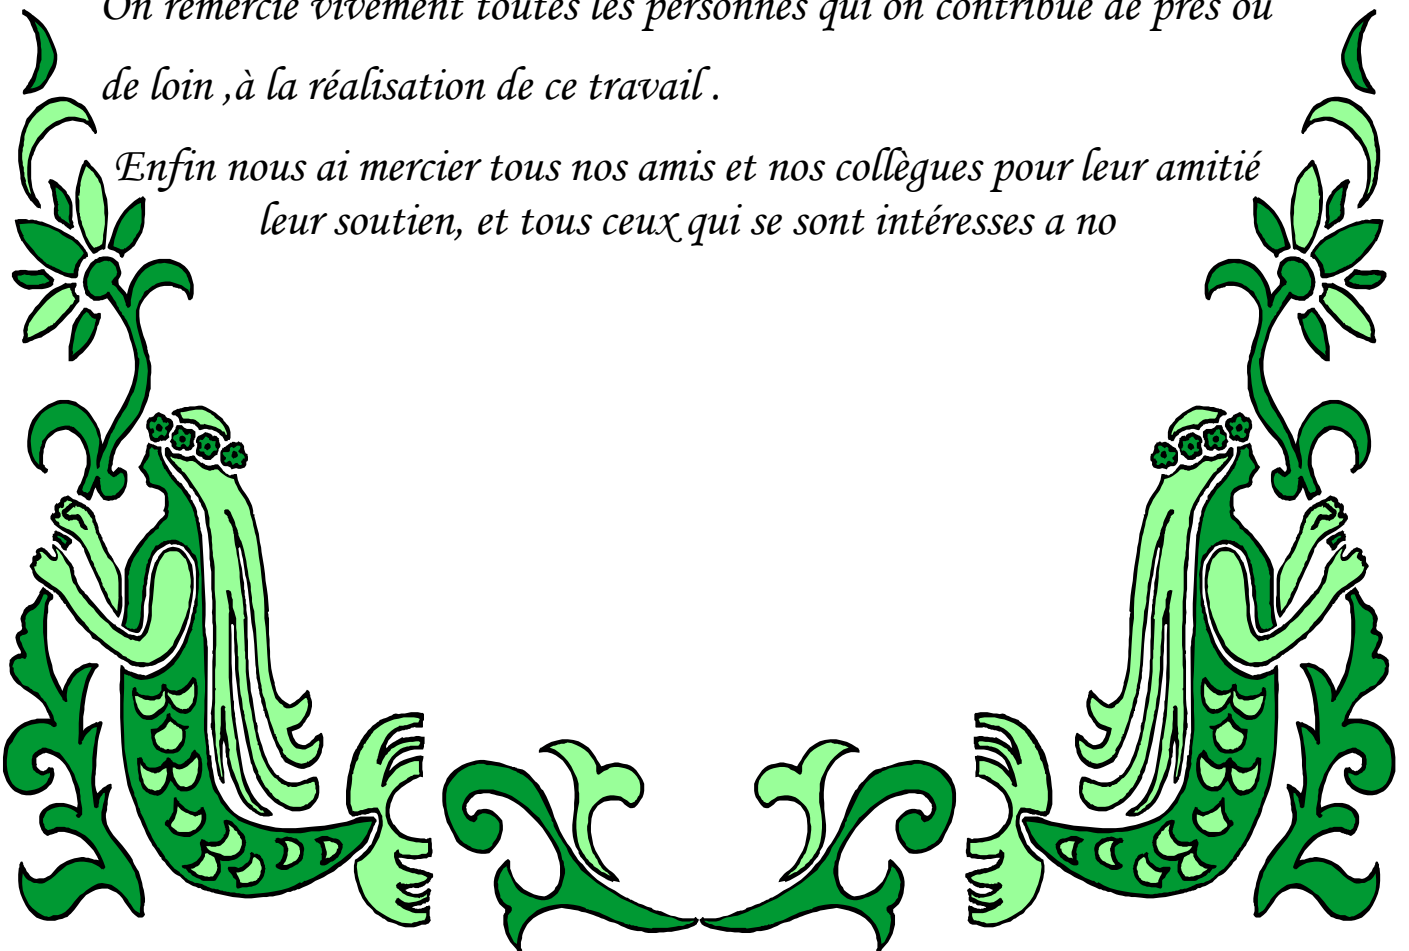 On remercie vivement toutes les personnes qui on contribué de près ou
de loin ,à la réalisation de ce travail .
Enfin nous ai mercier tous nos amis et nos collègues pour leur amitié
leur soutien, et tous ceux qui se sont intéresses a no